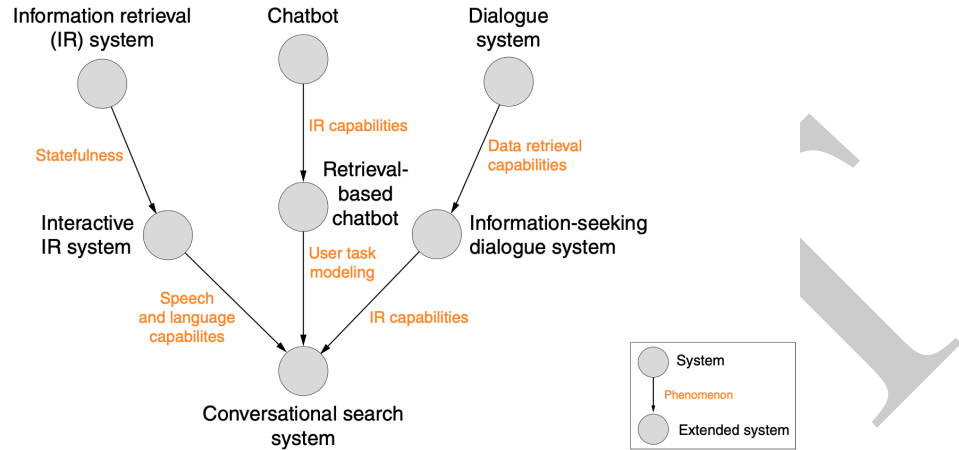 Information retrieval
(IR) system
Chatbot
Dialogue
system
IR capabilities
Statefulness
Data retrieval
capabilities
Retrieval-
based
chatbot
Interactive
IR system
Information-seeking
dialogue system
User task
modeling
Speech
and language
capabilites
IR capabilities
Conversational search
system
System
Phenomenon
Extended system